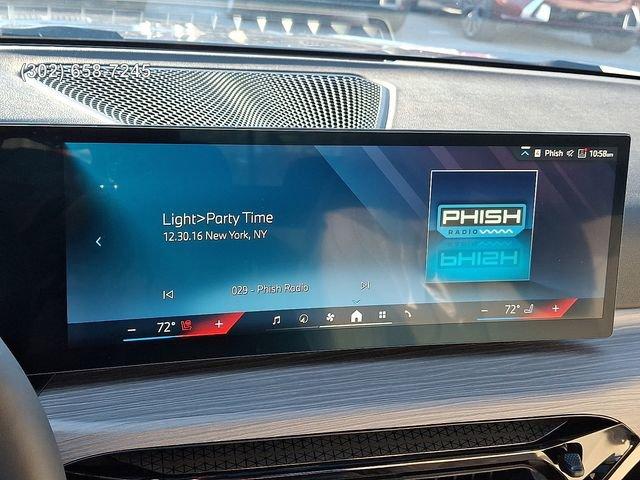 (302)-658-7245
Phish 10:58am
Light>Party Time
12.30.16 New York, NY
PHISH
RADIO
PHISH
029 - Phish Radio
72°
72°